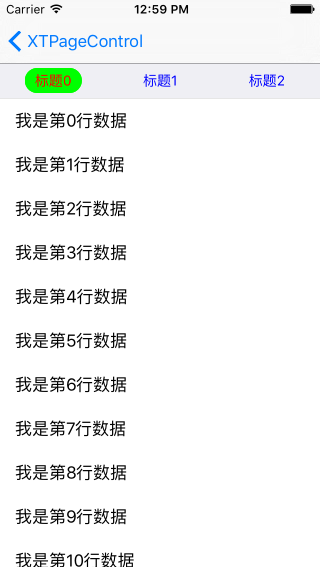 Carrier 12:59 PM
XTPageControl
标题0 标题1 标题2
我是第0行数据
我是第1行数据
我是第2行数据
我是第3行数据
我是第4行数据
我是第5行数据
我是第6行数据
我是第7行数据
我是第8行数据
我是第9行数据
我是第10行数据